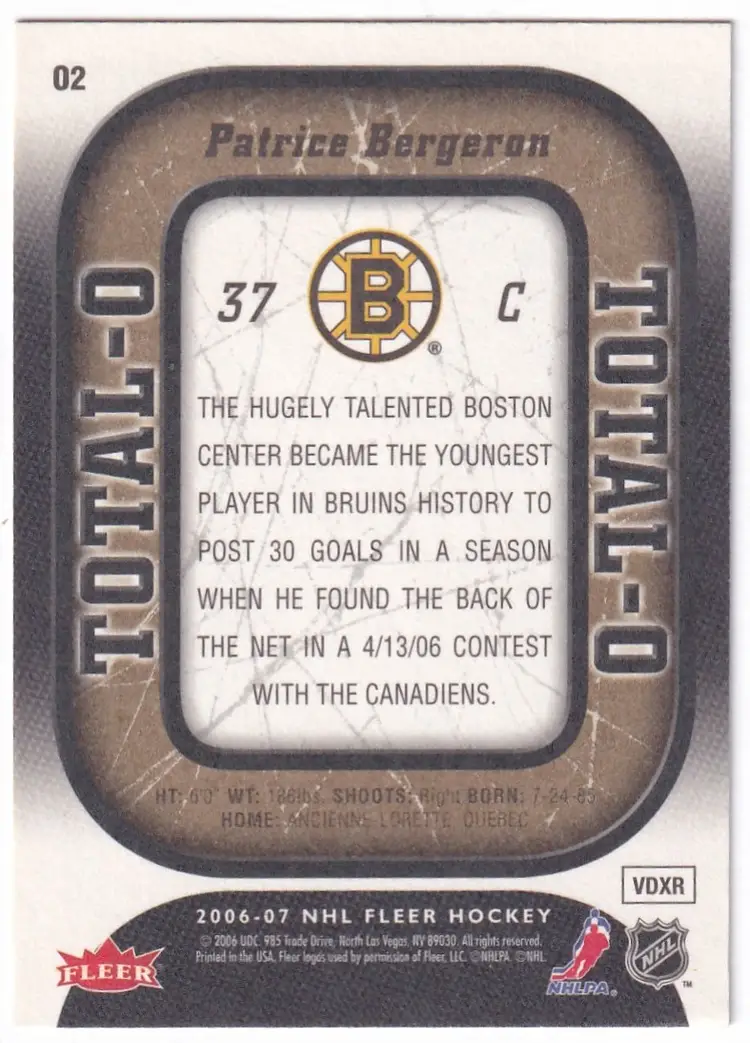 02
Patrice Bergeron
TOTAL-O
TOTAL-O
37 B C
®
THE HUGELY TALENTED BOSTON
CENTER BECAME THE YOUNGEST
PLAYER IN BRUINS HISTORY TO
POST 30 GOALS IN A SEASON
WHEN HE FOUND THE BACK OF
THE NET IN A 4/13/06 CONTEST
WITH THE CANADIENS.
HT: 6'0" WT: 186lbs. SHOOTS: Right BORN: 7-24-85
HOME: ANCIENNE-LORETTE QUEBEC
VDXR
2006-07 NHL FLEER HOCKEY
© 2006 UDC. 985 Trade Drive, North Las Vegas, NV 89030. All rights reserved.
Printed in the USA. Fleer logos used by permission of Fleer, LLC. ©NHLPA. ©NHL.
FLEER
NHLPA®
NHL
™